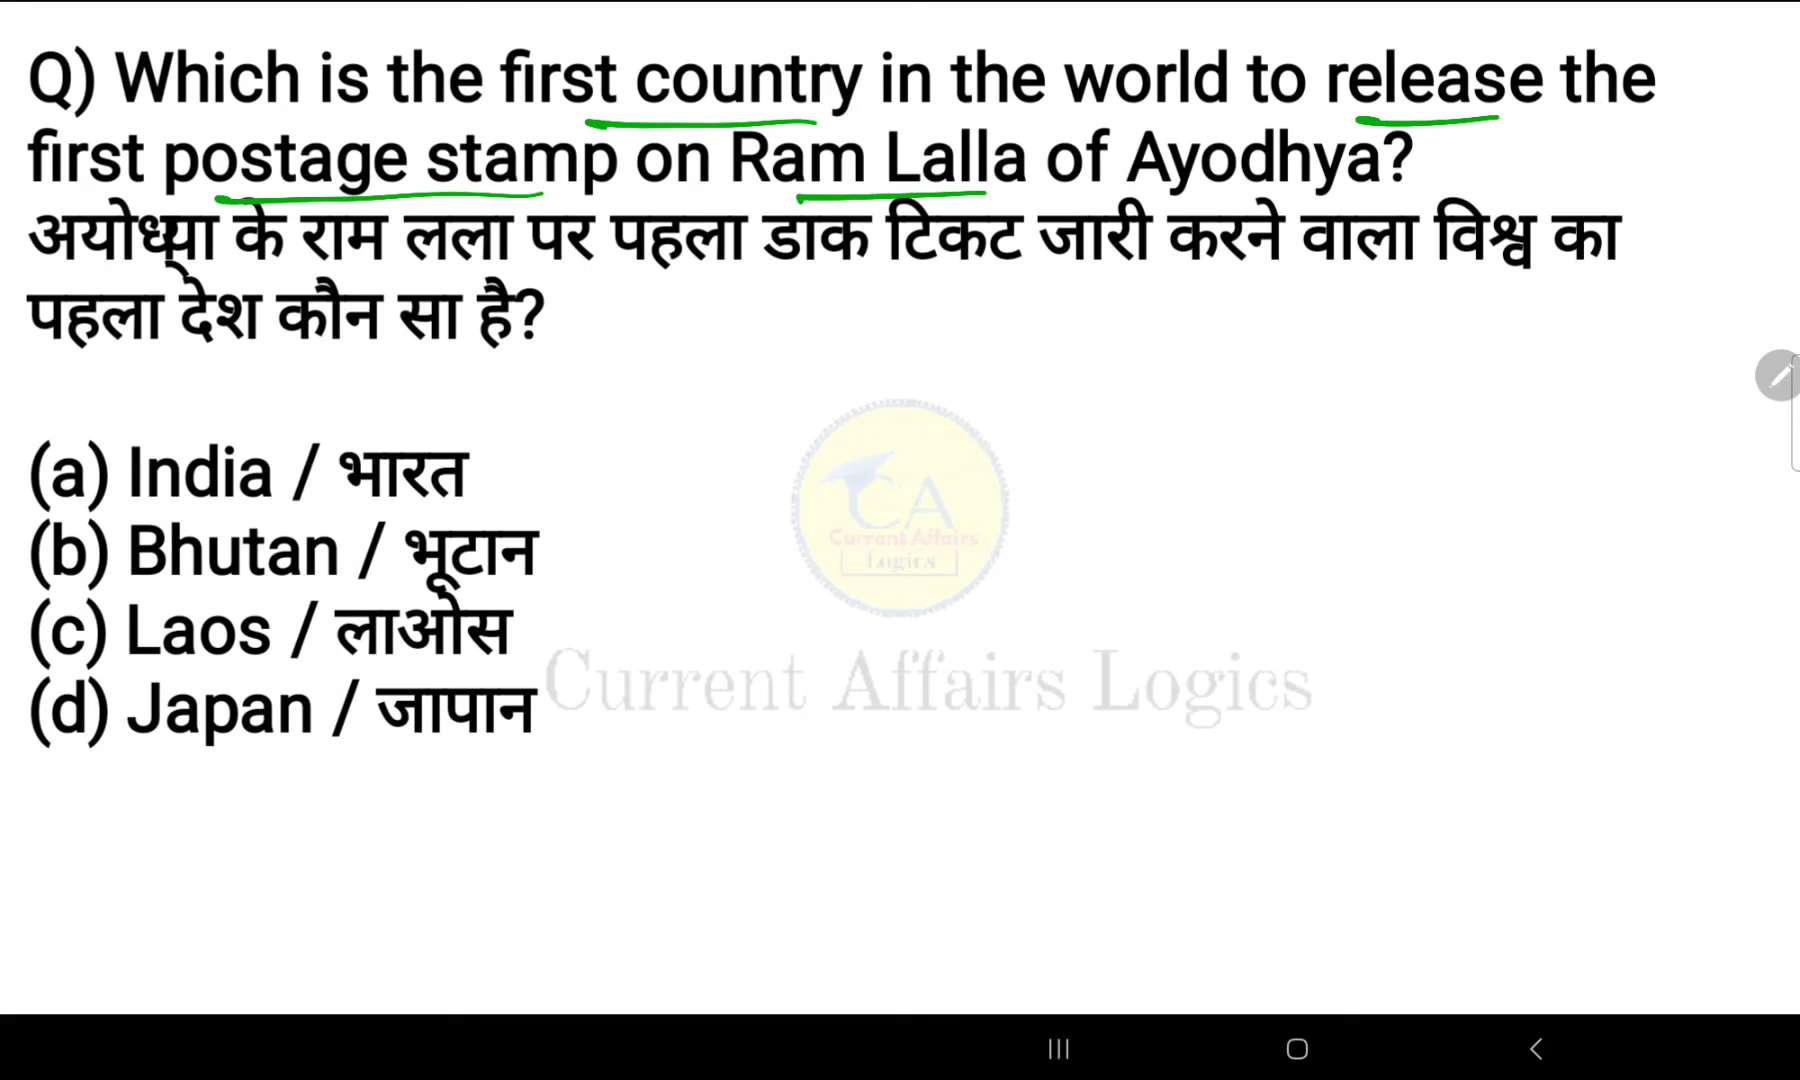 Q) Which is the first country in the world to release the
first postage stamp on Ram Lalla of Ayodhya?
अयोध्या के राम लला पर पहला डाक टिकट जारी करने वाला विश्व का
पहला देश कौन सा है?
(a) India / भारत
(b) Bhutan / भूटान
(c) Laos / लाओस
(d) Japan / जापान
CA
Current Affairs
Logics
Current Affairs Logics